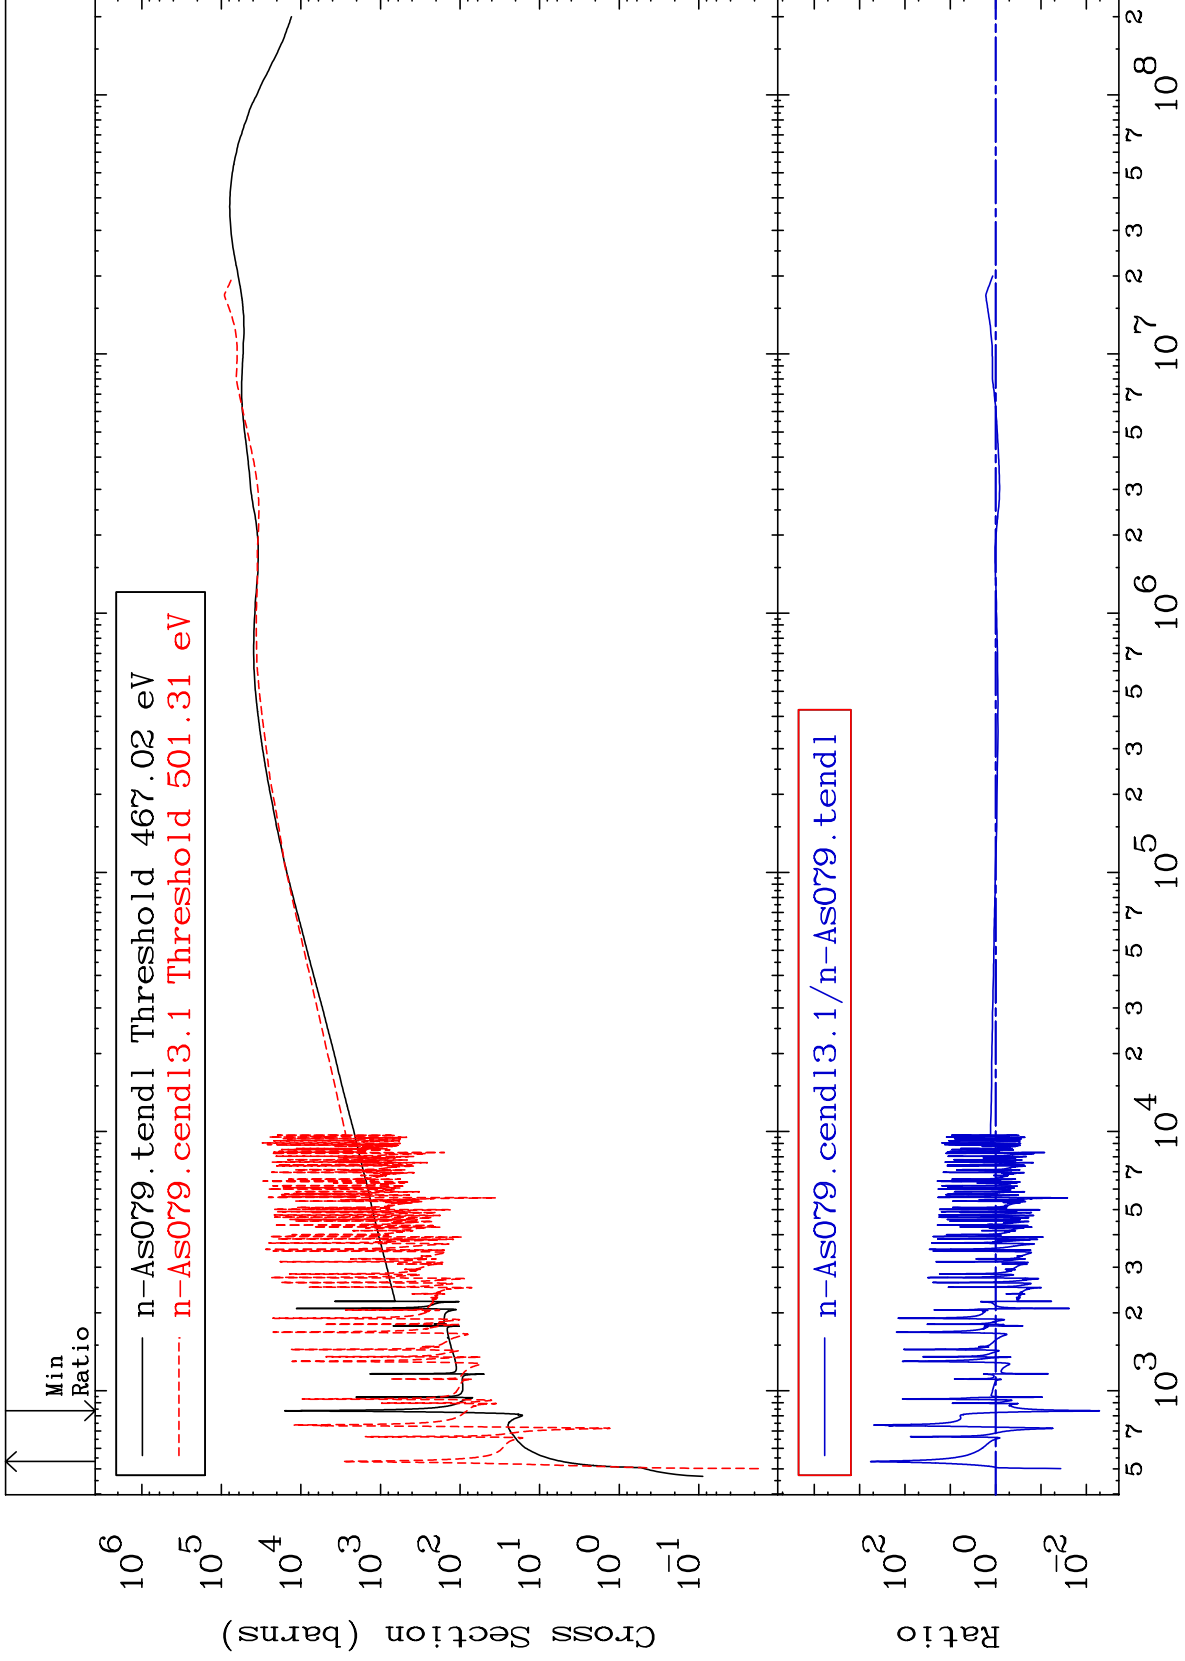 Min
Ratio
n-As079.tendl Threshold 467.02 eV
n-As079.cendl3.1 Threshold 501.31 eV
Cross Section (barns)
10^6
10^5
10^4
10^3
10^2
10^1
10^0
10^-1
n-As079.cendl3.1/n-As079.tendl
Ratio
10^2
10^0
10^-2
5 7 10^3 2 3 5 7 10^4 2 3 5 7 10^5 2 3 5 7 10^6 2 3 5 7 10^7 2 3 5 7 10^8 2